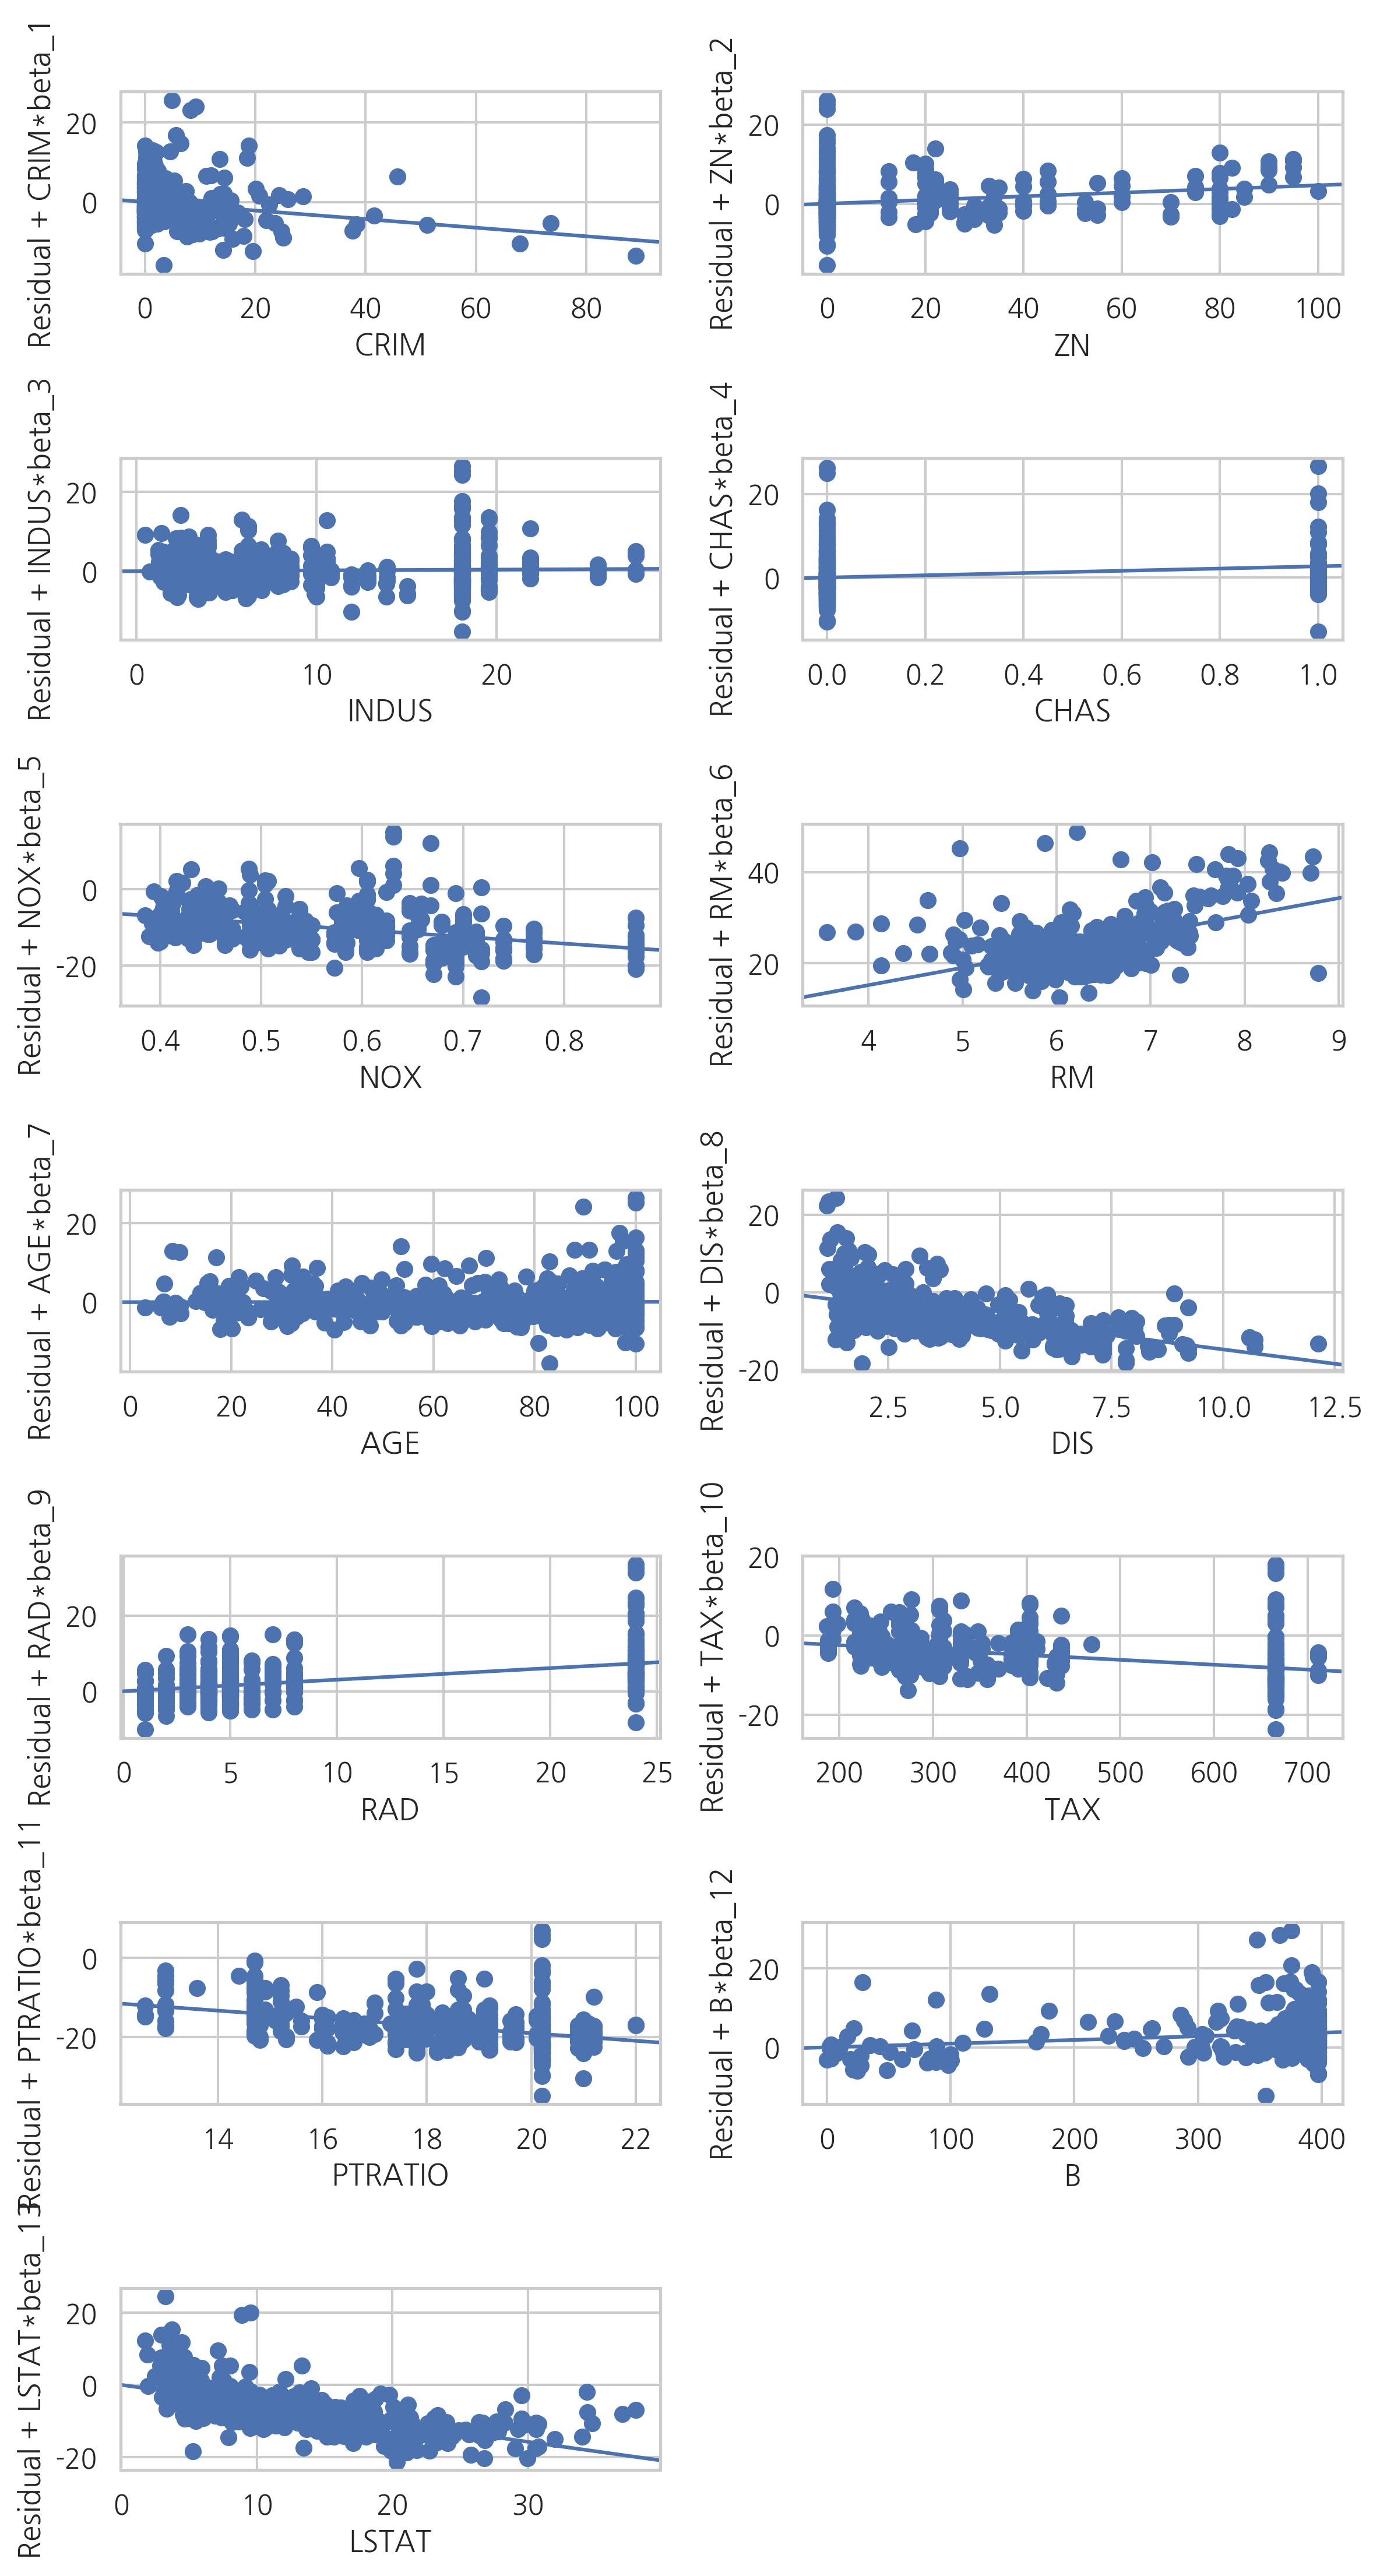 Residual + CRIM*beta_1
20
0
0 20 40 60 80
CRIM
Residual + ZN*beta_2
20
0
0 20 40 60 80 100
ZN
Residual + INDUS*beta_3
20
0
0 10 20
INDUS
Residual + CHAS*beta_4
20
0
0.0 0.2 0.4 0.6 0.8 1.0
CHAS
Residual + NOX*beta_5
0
-20
0.4 0.5 0.6 0.7 0.8
NOX
Residual + RM*beta_6
40
20
4 5 6 7 8 9
RM
Residual + AGE*beta_7
20
0
0 20 40 60 80 100
AGE
Residual + DIS*beta_8
20
0
-20
2.5 5.0 7.5 10.0 12.5
DIS
Residual + RAD*beta_9
20
0
0 5 10 15 20 25
RAD
Residual + TAX*beta_10
20
0
-20
200 300 400 500 600 700
TAX
Residual + PTRATIO*beta_11
0
-20
14 16 18 20 22
PTRATIO
Residual + B*beta_12
20
0
0 100 200 300 400
B
Residual + LSTAT*beta_13
20
0
-20
0 10 20 30
LSTAT